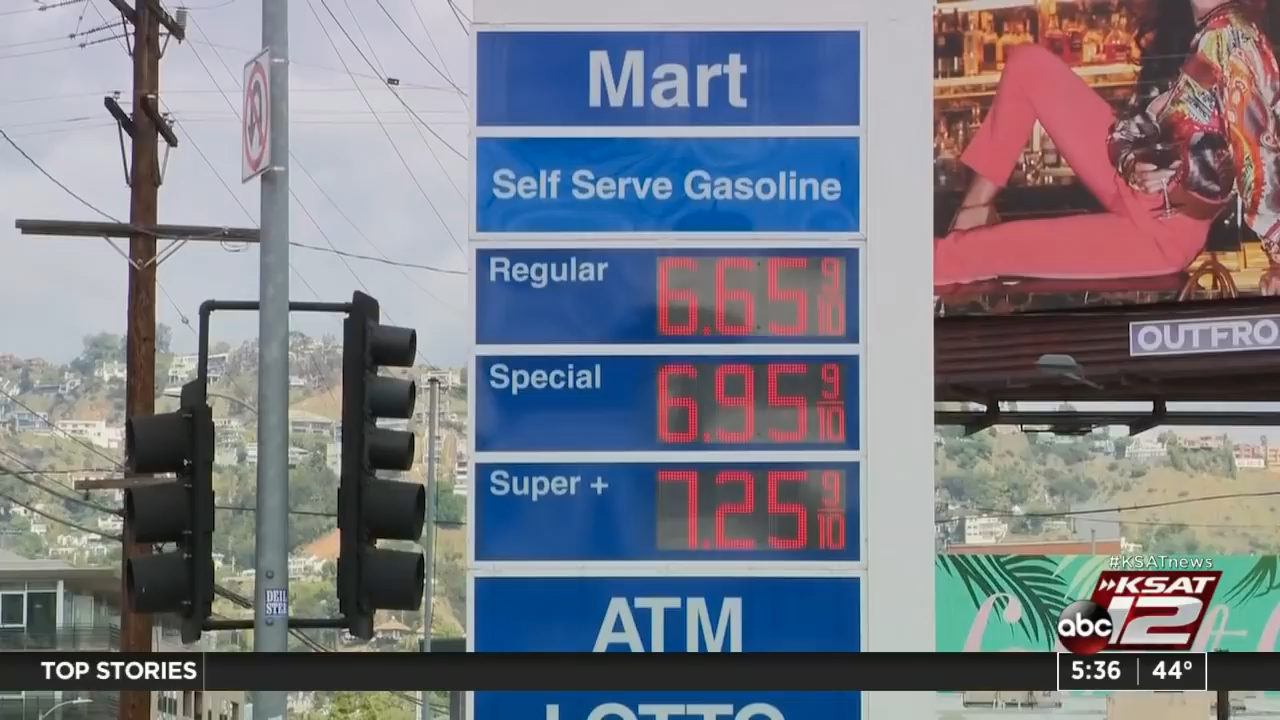 Mart
Self Serve Gasoline
Regular 6.65 9/10
Special 6.95 9/10
Super + 7.25 9/10
ATM
LOTTO
OUTFRO
#KSATnews
KSAT
abc 12
TOP STORIES
5:36 44°